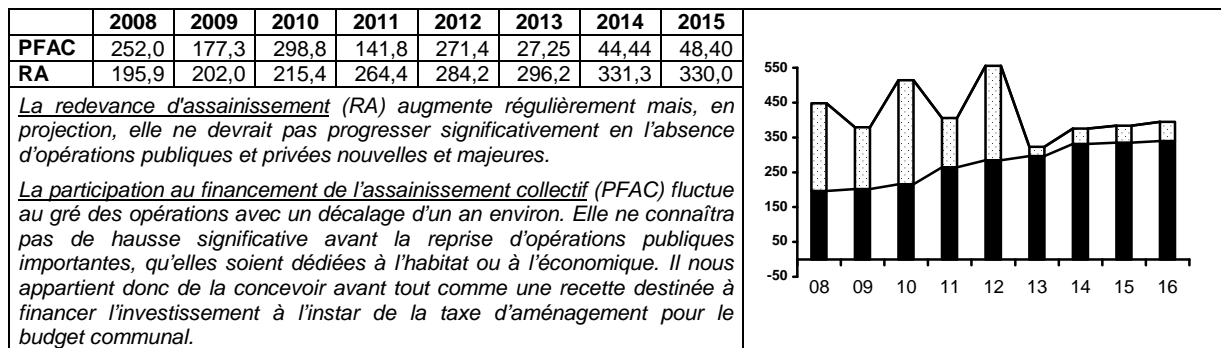 2008 2009 2010 2011 2012 2013 2014 2015
PFAC 252,0 177,3 298,8 141,8 271,4 27,25 44,44 48,40
RA 195,9 202,0 215,4 264,4 284,2 296,2 331,3 330,0
La redevance d'assainissement (RA) augmente régulièrement mais, en
projection, elle ne devrait pas progresser significativement en l’absence
d’opérations publiques et privées nouvelles et majeures.
La participation au financement de l’assainissement collectif (PFAC) fluctue
au gré des opérations avec un décalage d’un an environ. Elle ne connaîtra
pas de hausse significative avant la reprise d’opérations publiques
importantes, qu’elles soient dédiées à l’habitat ou à l’économique. Il nous
appartient donc de la concevoir avant tout comme une recette destinée à
financer l’investissement à l’instar de la taxe d’aménagement pour le
budget communal.
550
450
350
250
150
50
-50
08 09 10 11 12 13 14 15 16